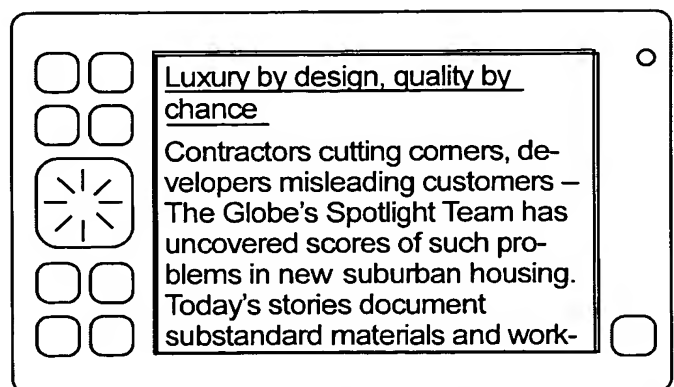 Luxury by design, quality by
chance
Contractors cutting corners, de-
velopers misleading customers –
The Globe's Spotlight Team has
uncovered scores of such pro-
blems in new suburban housing.
Today's stories document
substandard materials and work-